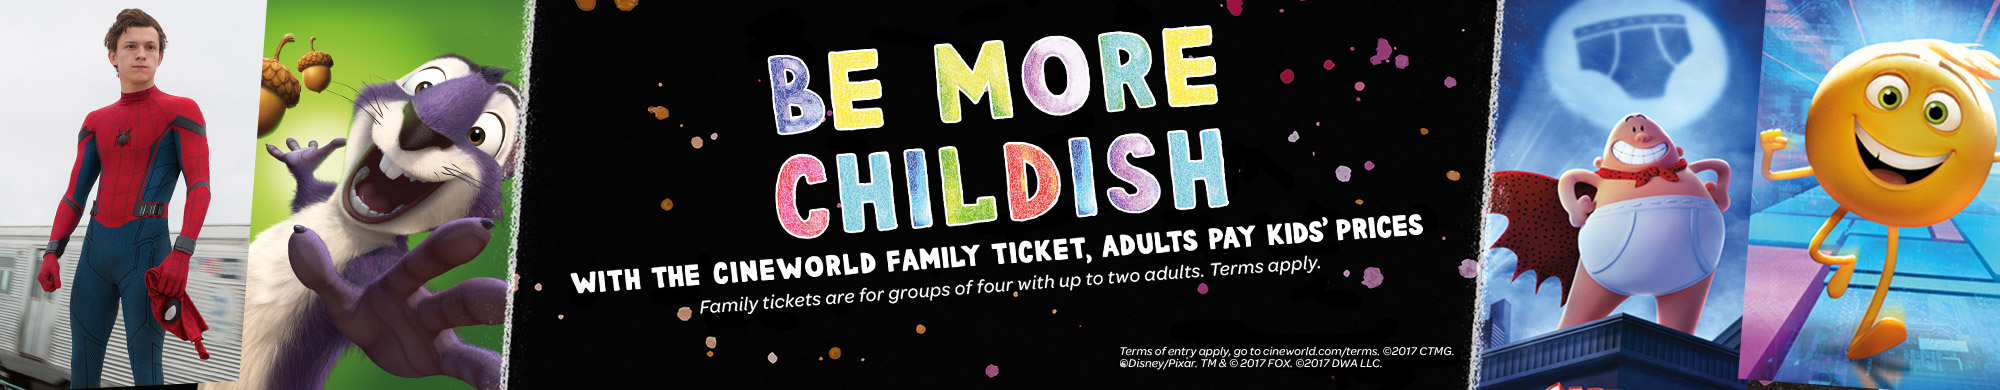 BE MORE
CHILDISH
WITH THE CINEWORLD FAMILY TICKET, ADULTS PAY KIDS' PRICES
Family tickets are for groups of four with up to two adults. Terms apply.
Terms of entry apply, go to cineworld.com/terms. ©2017 CTMG.
©Disney/Pixar. TM & © 2017 FOX. ©2017 DWA LLC.